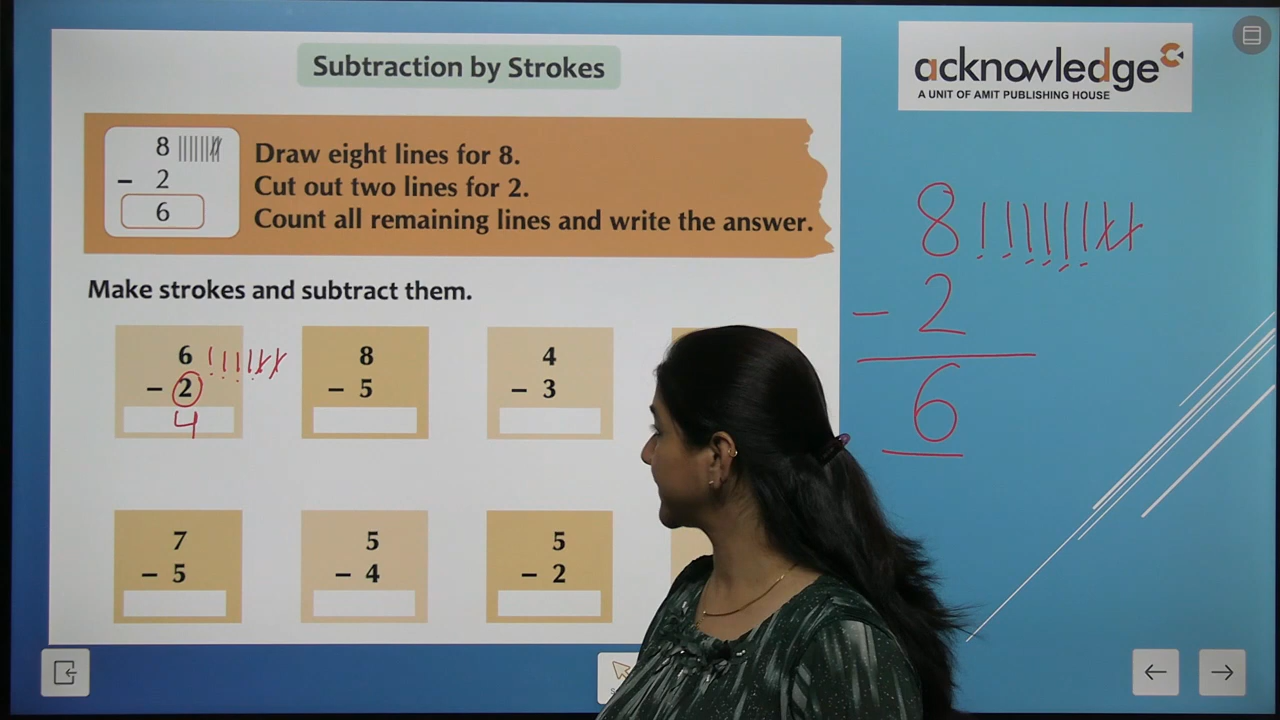 Subtraction by Strokes
8
- 2
6
Draw eight lines for 8.
Cut out two lines for 2.
Count all remaining lines and write the answer.
Make strokes and subtract them.
6
- 2
4
8
- 5
4
- 3
7
- 5
5
- 4
5
- 2
acknowledge
A UNIT OF AMIT PUBLISHING HOUSE
8
- 2
6